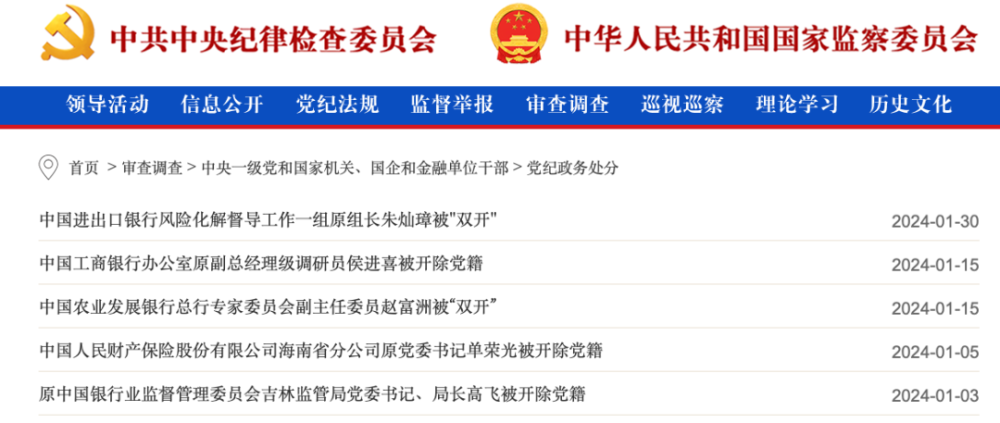 中共中央纪律检查委员会 中华人民共和国国家监察委员会
领导活动 信息公开 党纪法规 监督举报 审查调查 巡视巡察 理论学习 历史文化
首页 > 审查调查 > 中央一级党和国家机关、国企和金融单位干部 > 党纪政务处分
中国进出口银行风险化解督导工作一组原组长朱灿璋被"双开" 2024-01-30
中国工商银行办公室原副总经理级调研员侯进喜被开除党籍 2024-01-15
中国农业发展银行总行专家委员会副主任委员赵富洲被“双开” 2024-01-15
中国人民财产保险股份有限公司海南省分公司原党委书记单荣光被开除党籍 2024-01-05
原中国银行业监督管理委员会吉林监管局党委书记、局长高飞被开除党籍 2024-01-03